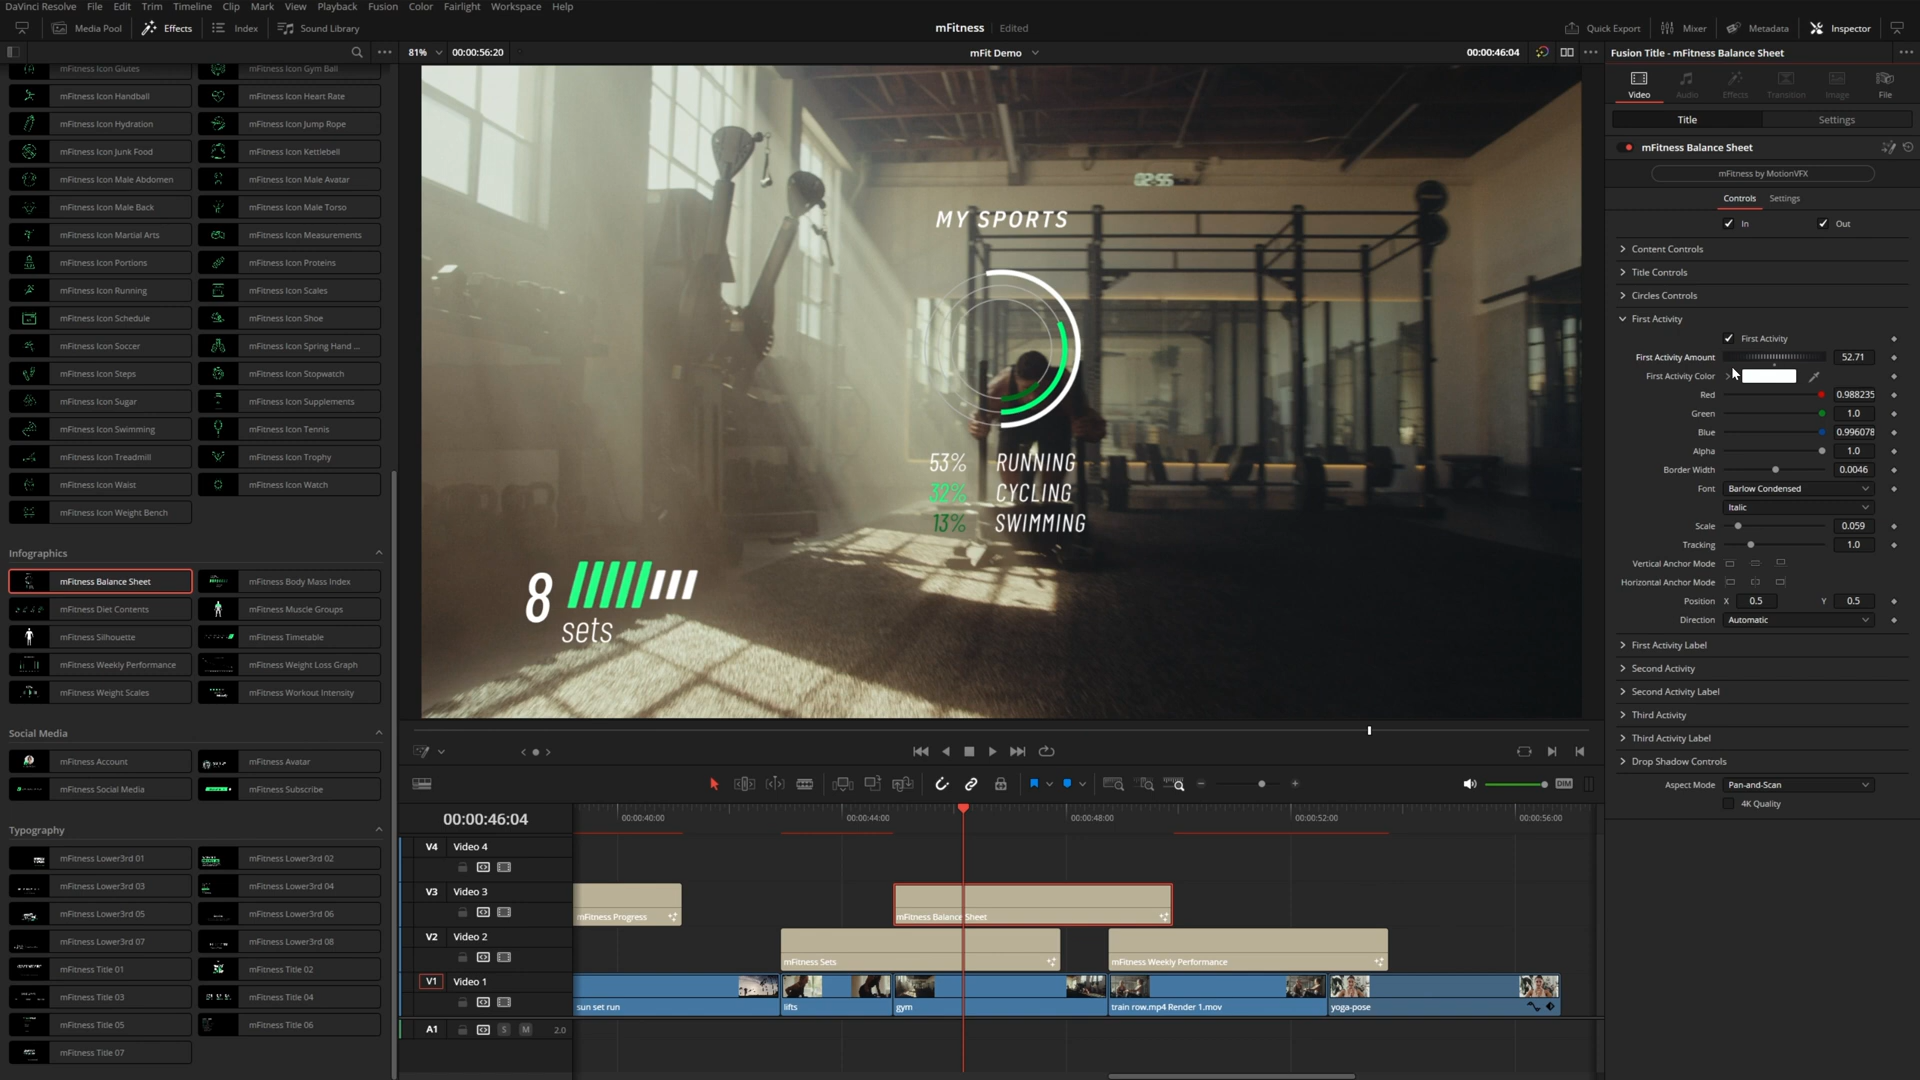 DaVinci Resolve File Edit Trim Timeline Clip Mark View Playback Fusion Color Fairlight Workspace Help
Media Pool Effects Index Sound Library
mFitness Edited
Quick Export Mixer Metadata Inspector
81% 00:00:56:20
mFit Demo
00:00:46:04
Fusion Title - mFitness Balance Sheet
mFitness Icon Glutes mFitness Icon Gym Ball
mFitness Icon Handball mFitness Icon Heart Rate
mFitness Icon Hydration mFitness Icon Jump Rope
mFitness Icon Junk Food mFitness Icon Kettlebell
mFitness Icon Male Abdomen mFitness Icon Male Avatar
mFitness Icon Male Back mFitness Icon Male Torso
mFitness Icon Martial Arts mFitness Icon Measurements
mFitness Icon Portions mFitness Icon Proteins
mFitness Icon Running mFitness Icon Scales
mFitness Icon Schedule mFitness Icon Shoe
mFitness Icon Soccer mFitness Icon Spring Hand ...
mFitness Icon Steps mFitness Icon Stopwatch
mFitness Icon Sugar mFitness Icon Supplements
mFitness Icon Swimming mFitness Icon Tennis
mFitness Icon Treadmill mFitness Icon Trophy
mFitness Icon Waist mFitness Icon Watch
mFitness Icon Weight Bench
Infographics
mFitness Balance Sheet mFitness Body Mass Index
mFitness Diet Contents mFitness Muscle Groups
mFitness Silhouette mFitness Timetable
mFitness Weekly Performance mFitness Weight Loss Graph
mFitness Weight Scales mFitness Workout Intensity
Social Media
mFitness Account mFitness Avatar
mFitness Social Media mFitness Subscribe
Typography
mFitness Lower3rd 01 mFitness Lower3rd 02
mFitness Lower3rd 03 mFitness Lower3rd 04
mFitness Lower3rd 05 mFitness Lower3rd 06
mFitness Lower3rd 07 mFitness Lower3rd 08
mFitness Title 01 mFitness Title 02
mFitness Title 03 mFitness Title 04
mFitness Title 05 mFitness Title 06
mFitness Title 07
02:56
MY SPORTS
53% RUNNING
32% CYCLING
13% SWIMMING
8 sets
Video Audio Effects Transition Image File
Title Settings
mFitness Balance Sheet
mFitness by MotionVFX
Controls Settings
In Out
Content Controls
Title Controls
Circles Controls
First Activity
First Activity
First Activity Amount 52.71
First Activity Color
Red 0.988235
Green 1.0
Blue 0.996078
Alpha 1.0
Border Width 0.0046
Font Barlow Condensed
Italic
Scale 0.059
Tracking 1.0
Vertical Anchor Mode
Horizontal Anchor Mode
Position X 0.5 Y 0.5
Direction Automatic
First Activity Label
Second Activity
Second Activity Label
Third Activity
Third Activity Label
Drop Shadow Controls
Aspect Mode Pan-and-Scan
4K Quality
DIM
00:00:46:04
00:00:40:00 00:00:44:00 00:00:48:00 00:00:52:00 00:00:56:00
V4 Video 4
V3 Video 3
mFitness Progress mFitness Balance Sheet
V2 Video 2
mFitness Sets mFitness Weekly Performance
V1 Video 1
sun set run lifts gym train row.mp4 Render 1.mov yoga-pose
A1 S M 2.0